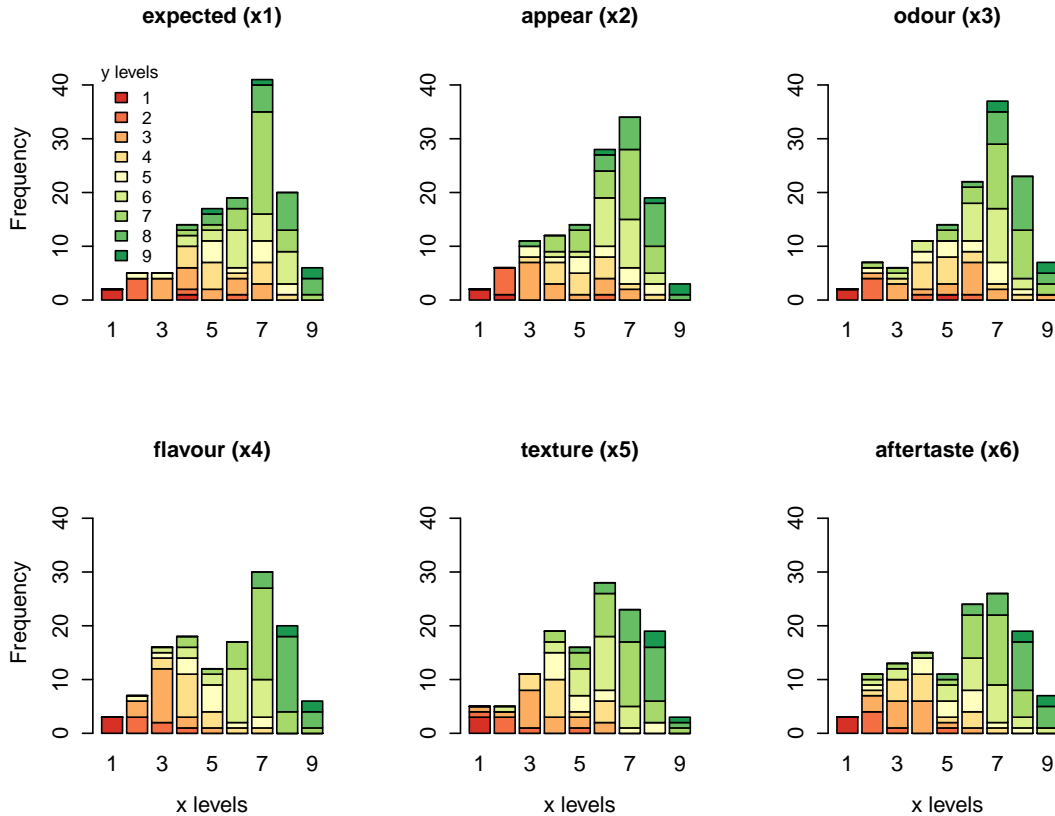 expected (x1)
appear (x2)
odour (x3)
Frequency
0 10 20 30 40
y levels
1
2
3
4
5
6
7
8
9
1 3 5 7 9
0 10 20 30 40
1 3 5 7 9
0 10 20 30 40
1 3 5 7 9
flavour (x4)
texture (x5)
aftertaste (x6)
Frequency
0 10 20 30 40
1 3 5 7 9
x levels
0 10 20 30 40
1 3 5 7 9
x levels
0 10 20 30 40
1 3 5 7 9
x levels